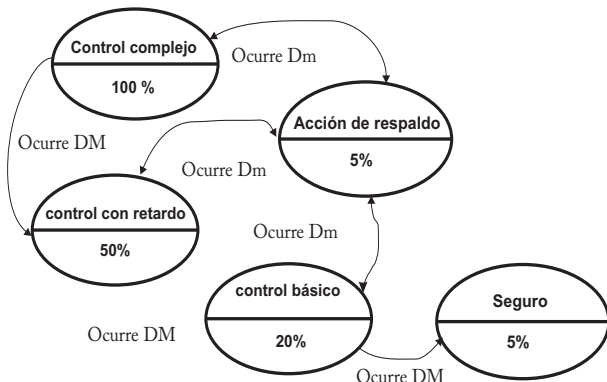 Control complejo
100 %
Ocurre Dm
Acción de respaldo
5%
Ocurre DM
Ocurre Dm
control con retardo
50%
Ocurre Dm
control básico
20%
Seguro
5%
Ocurre DM
Ocurre DM